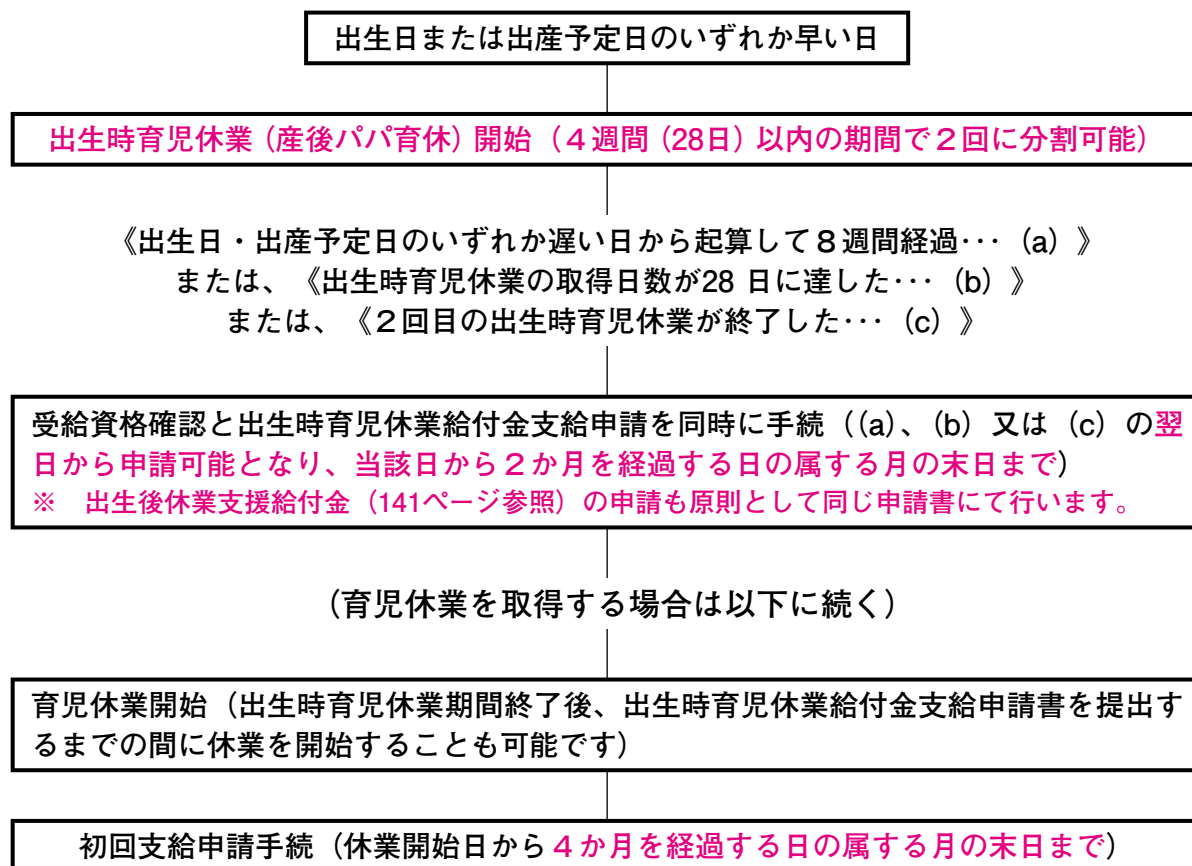 出生日または出産予定日のいずれか早い日
出生時育児休業（産後パパ育休）開始（４週間（28日）以内の期間で２回に分割可能）
《出生日・出産予定日のいずれか遅い日から起算して８週間経過･･･（a）》
または、《出生時育児休業の取得日数が28 日に達した･･･（b）》
または、《２回目の出生時育児休業が終了した･･･（c）》
受給資格確認と出生時育児休業給付金支給申請を同時に手続（（a）、（b）又は（c）の翌
日から申請可能となり、当該日から２か月を経過する日の属する月の末日まで）
※　出生後休業支援給付金（141ページ参照）の申請も原則として同じ申請書にて行います。
（育児休業を取得する場合は以下に続く）
育児休業開始（出生時育児休業期間終了後、出生時育児休業給付金支給申請書を提出す
るまでの間に休業を開始することも可能です）
初回支給申請手続（休業開始日から４か月を経過する日の属する月の末日まで）